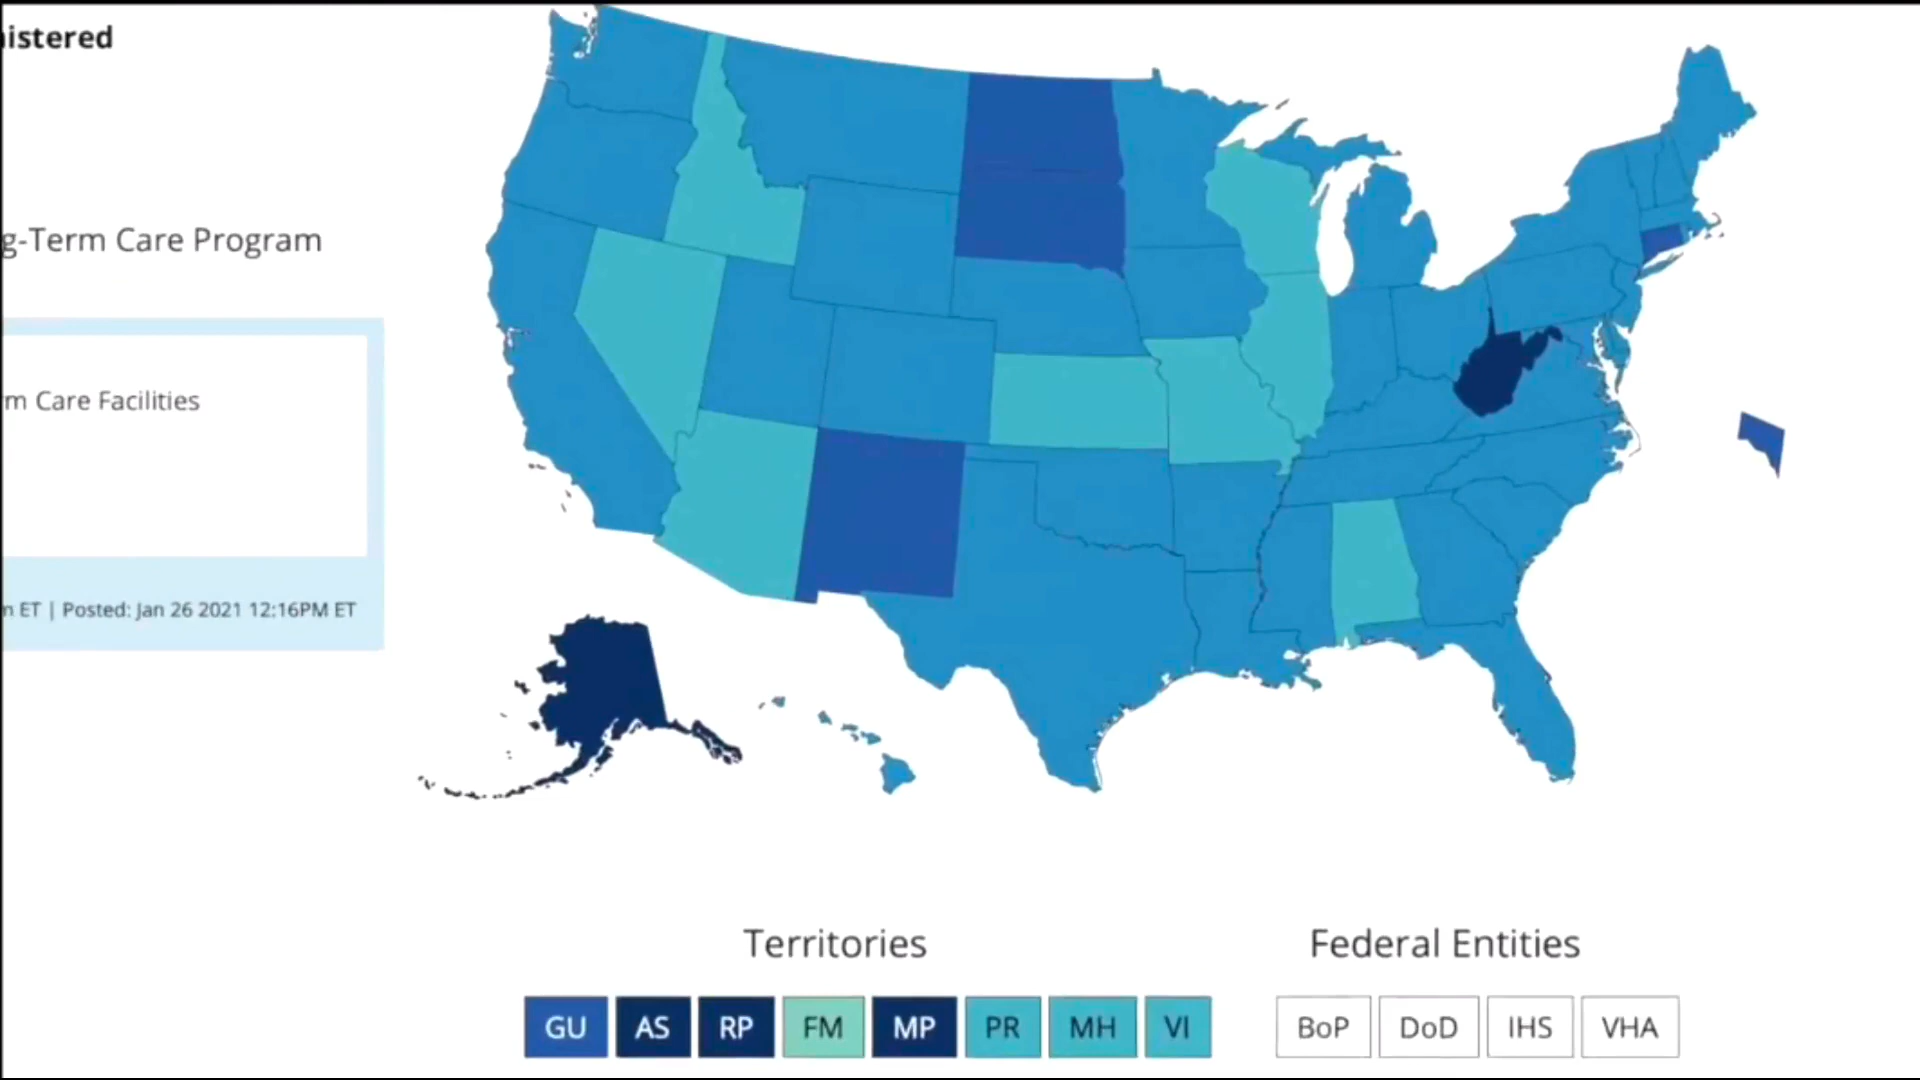 istered
g-Term Care Program
m Care Facilities
ET | Posted: Jan 26 2021 12:16PM ET
Territories
Federal Entities
GU AS RP FM MP PR MH VI
BoP DoD IHS VHA